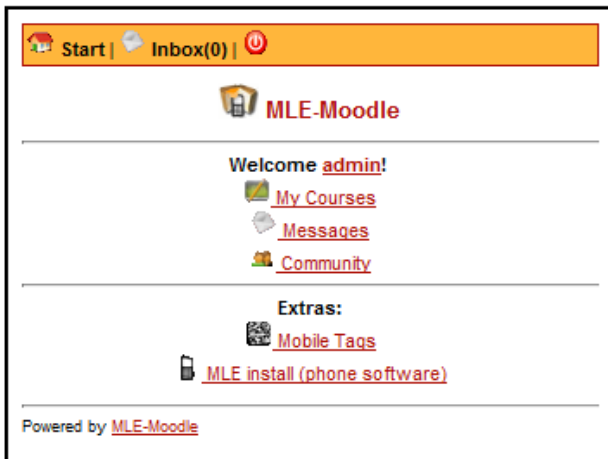 Start | Inbox(0) |
MLE-Moodle
Welcome admin!
My Courses
Messages
Community
Extras:
Mobile Tags
MLE install (phone software)
Powered by MLE-Moodle